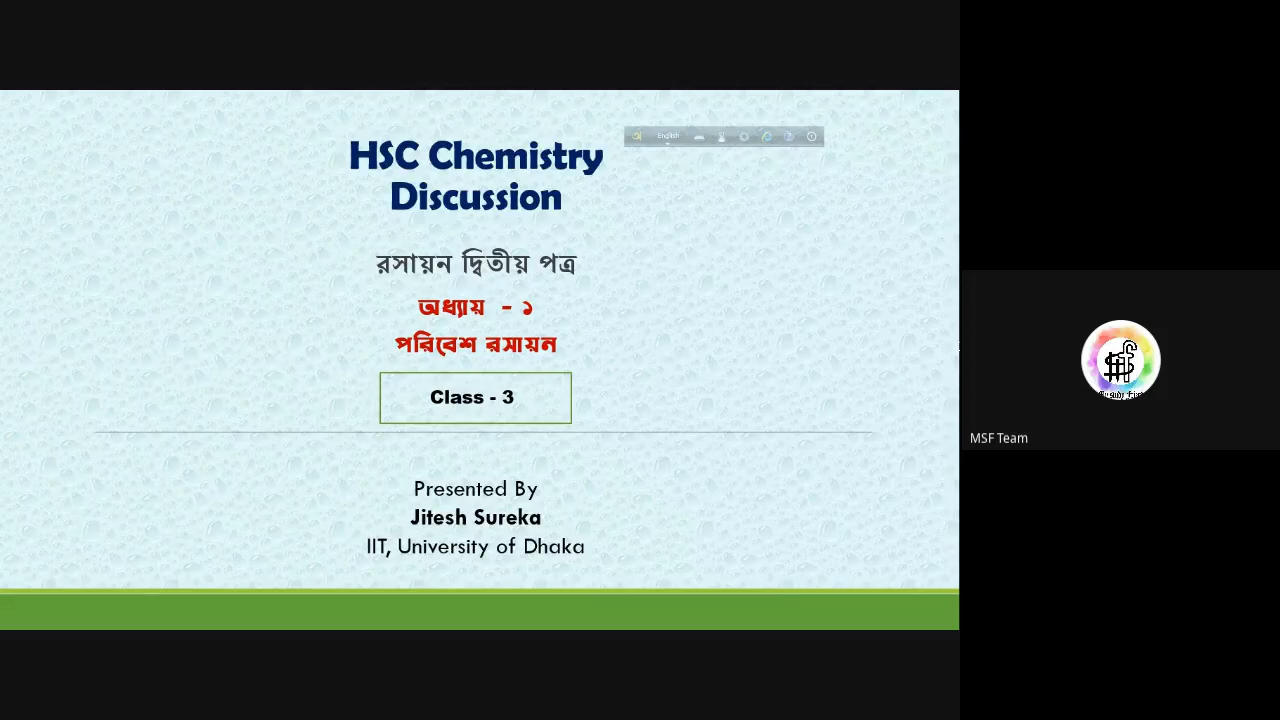 HSC Chemistry
Discussion
English
রসায়ন দ্বিতীয় পত্র
অধ্যায় - ১
পরিবেশ রসায়ন
Class - 3
Presented By
Jitesh Sureka
IIT, University of Dhaka
MSF Team